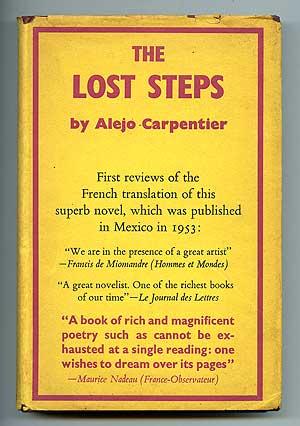 THE
LOST STEPS
by Alejo Carpentier
First reviews of the
French translation of this
superb novel, which was published
in Mexico in 1953:
"We are in the presence of a great artist"
—Francis de Miomandre (Hommes et Mondes)
"A great novelist. One of the richest books
of our time"—Le Journal des Lettres
"A book of rich and magnificent
poetry such as cannot be ex-
hausted at a single reading: one
wishes to dream over its pages"
—Maurice Nadeau (France-Observateur)